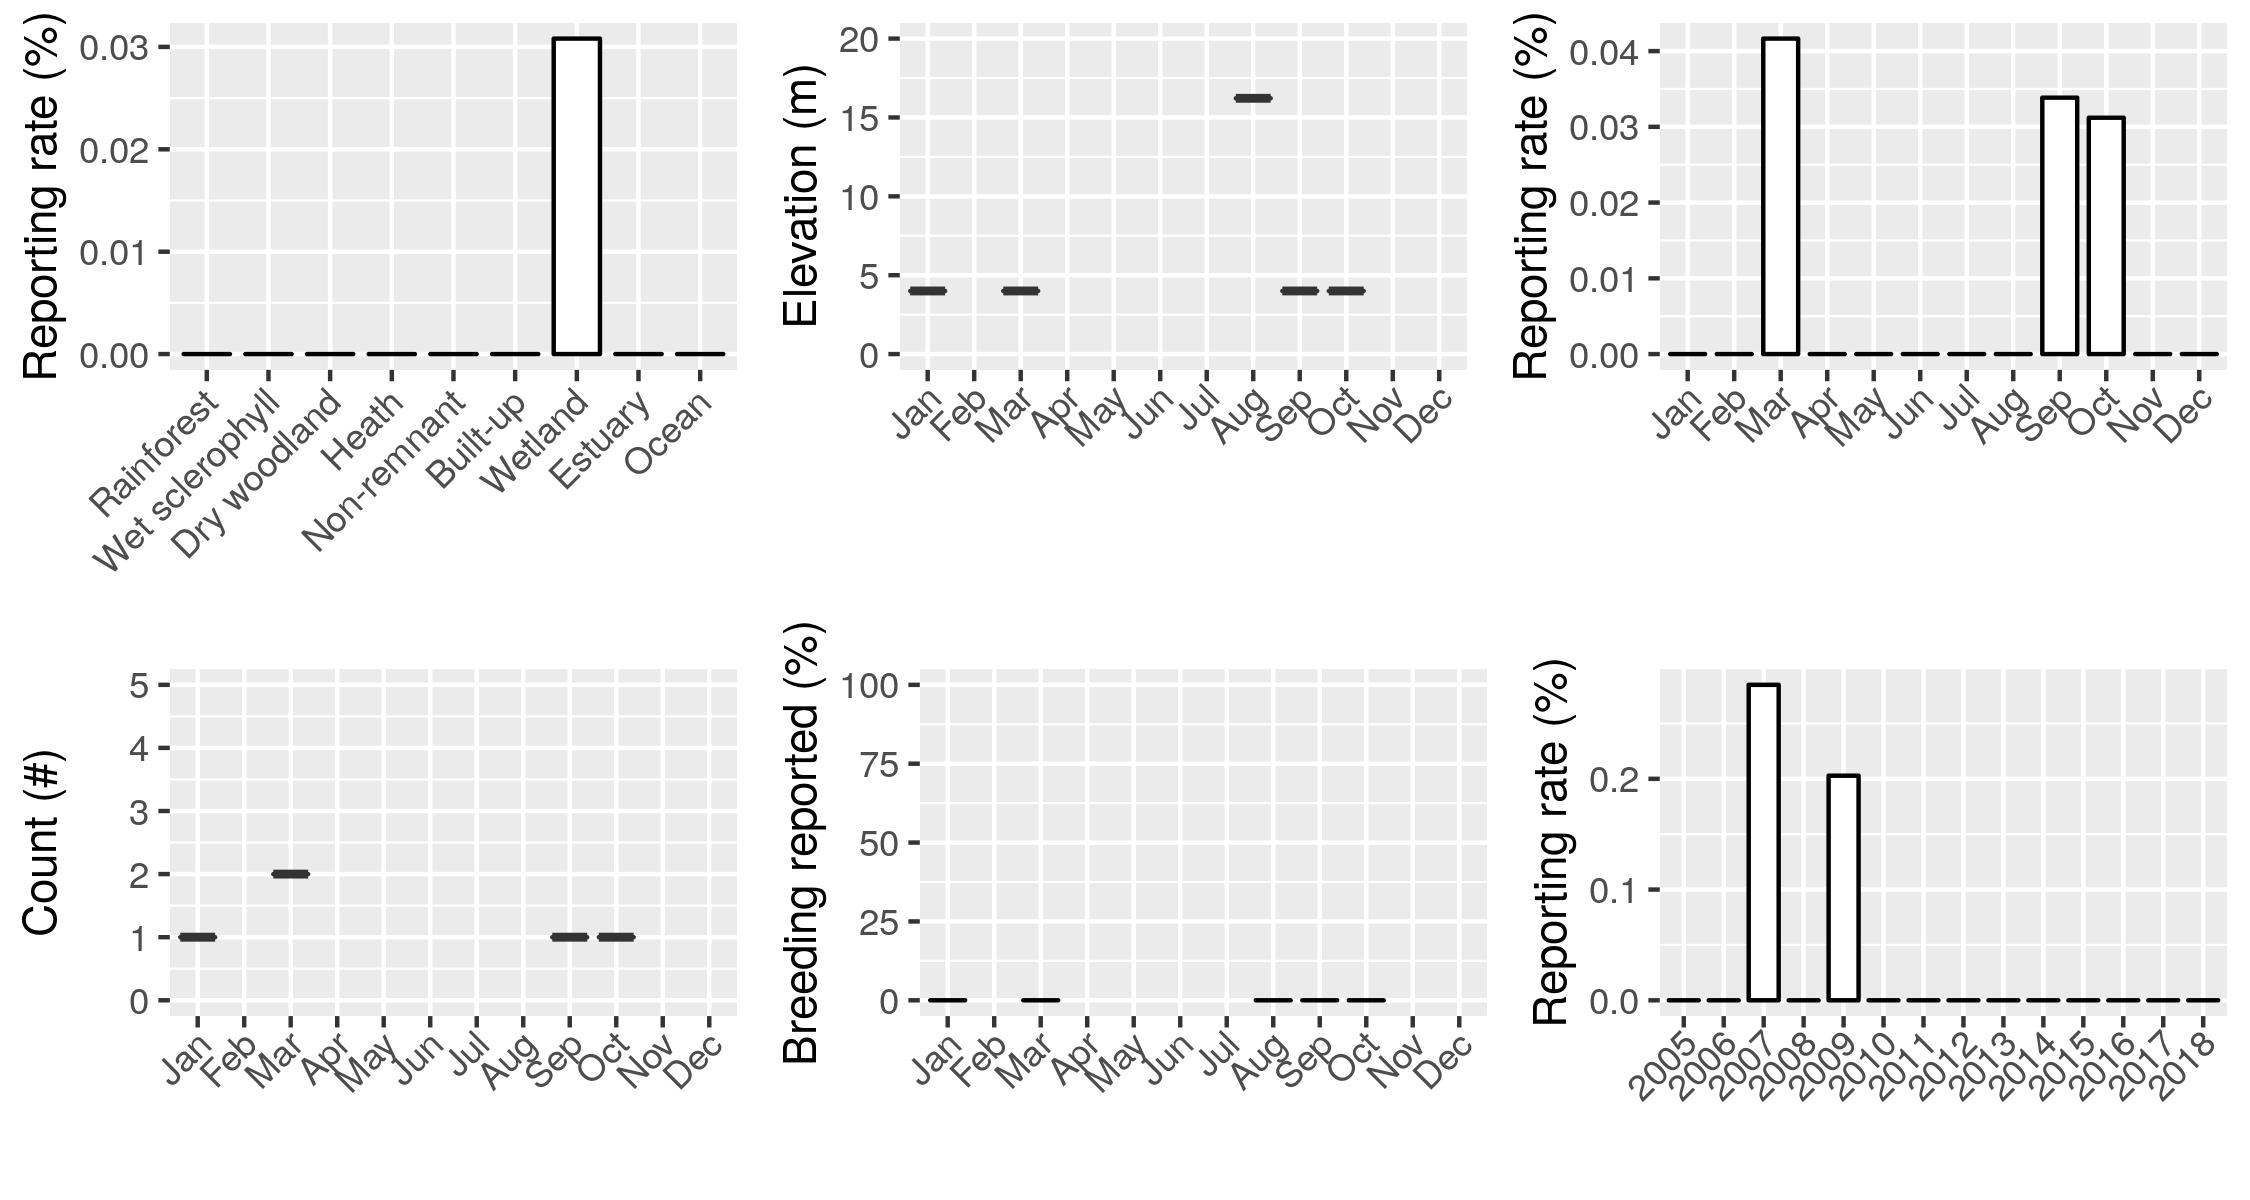 Reporting rate (%)
0.03
0.02
0.01
0.00
Rainforest
Wet sclerophyll
Dry woodland
Heath
Non-remnant
Built-up
Wetland
Estuary
Ocean
Elevation (m)
20
15
10
5
0
Jan
Feb
Mar
Apr
May
Jun
Jul
Aug
Sep
Oct
Nov
Dec
Reporting rate (%)
0.04
0.03
0.02
0.01
0.00
Jan
Feb
Mar
Apr
May
Jun
Jul
Aug
Sep
Oct
Nov
Dec
Count (#)
5
4
3
2
1
0
Jan
Feb
Mar
Apr
May
Jun
Jul
Aug
Sep
Oct
Nov
Dec
Breeding reported (%)
100
75
50
25
0
Jan
Feb
Mar
Apr
May
Jun
Jul
Aug
Sep
Oct
Nov
Dec
Reporting rate (%)
0.2
0.1
0.0
2005
2006
2007
2008
2009
2010
2011
2012
2013
2014
2015
2016
2017
2018